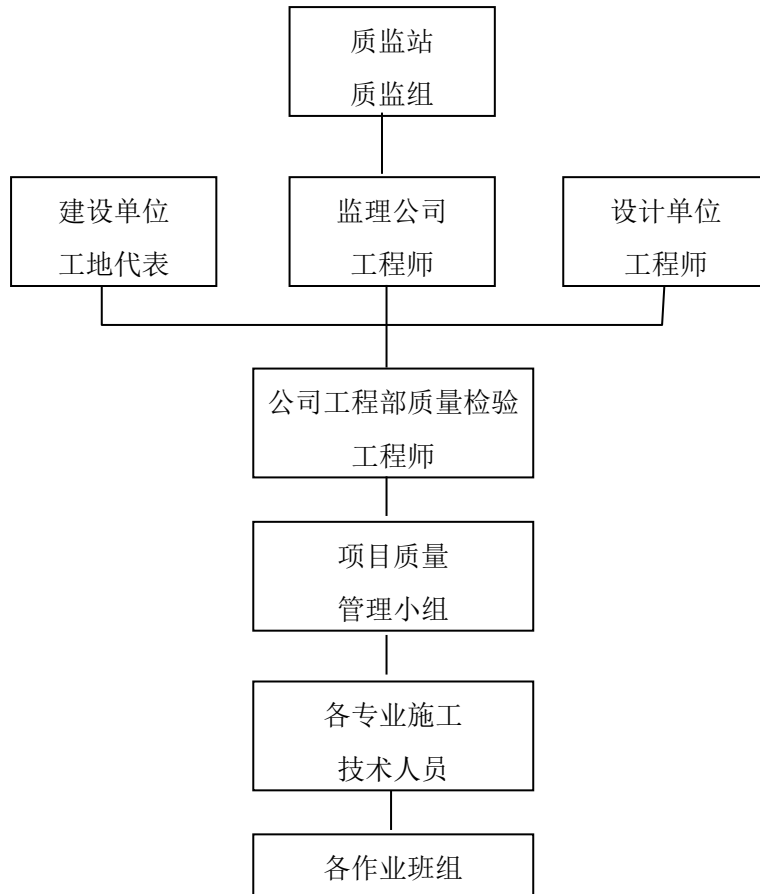 质监站
质监组
建设单位
工地代表
监理公司
工程师
设计单位
工程师
公司工程部质量检验
工程师
项目质量
管理小组
各专业施工
技术人员
各作业班组